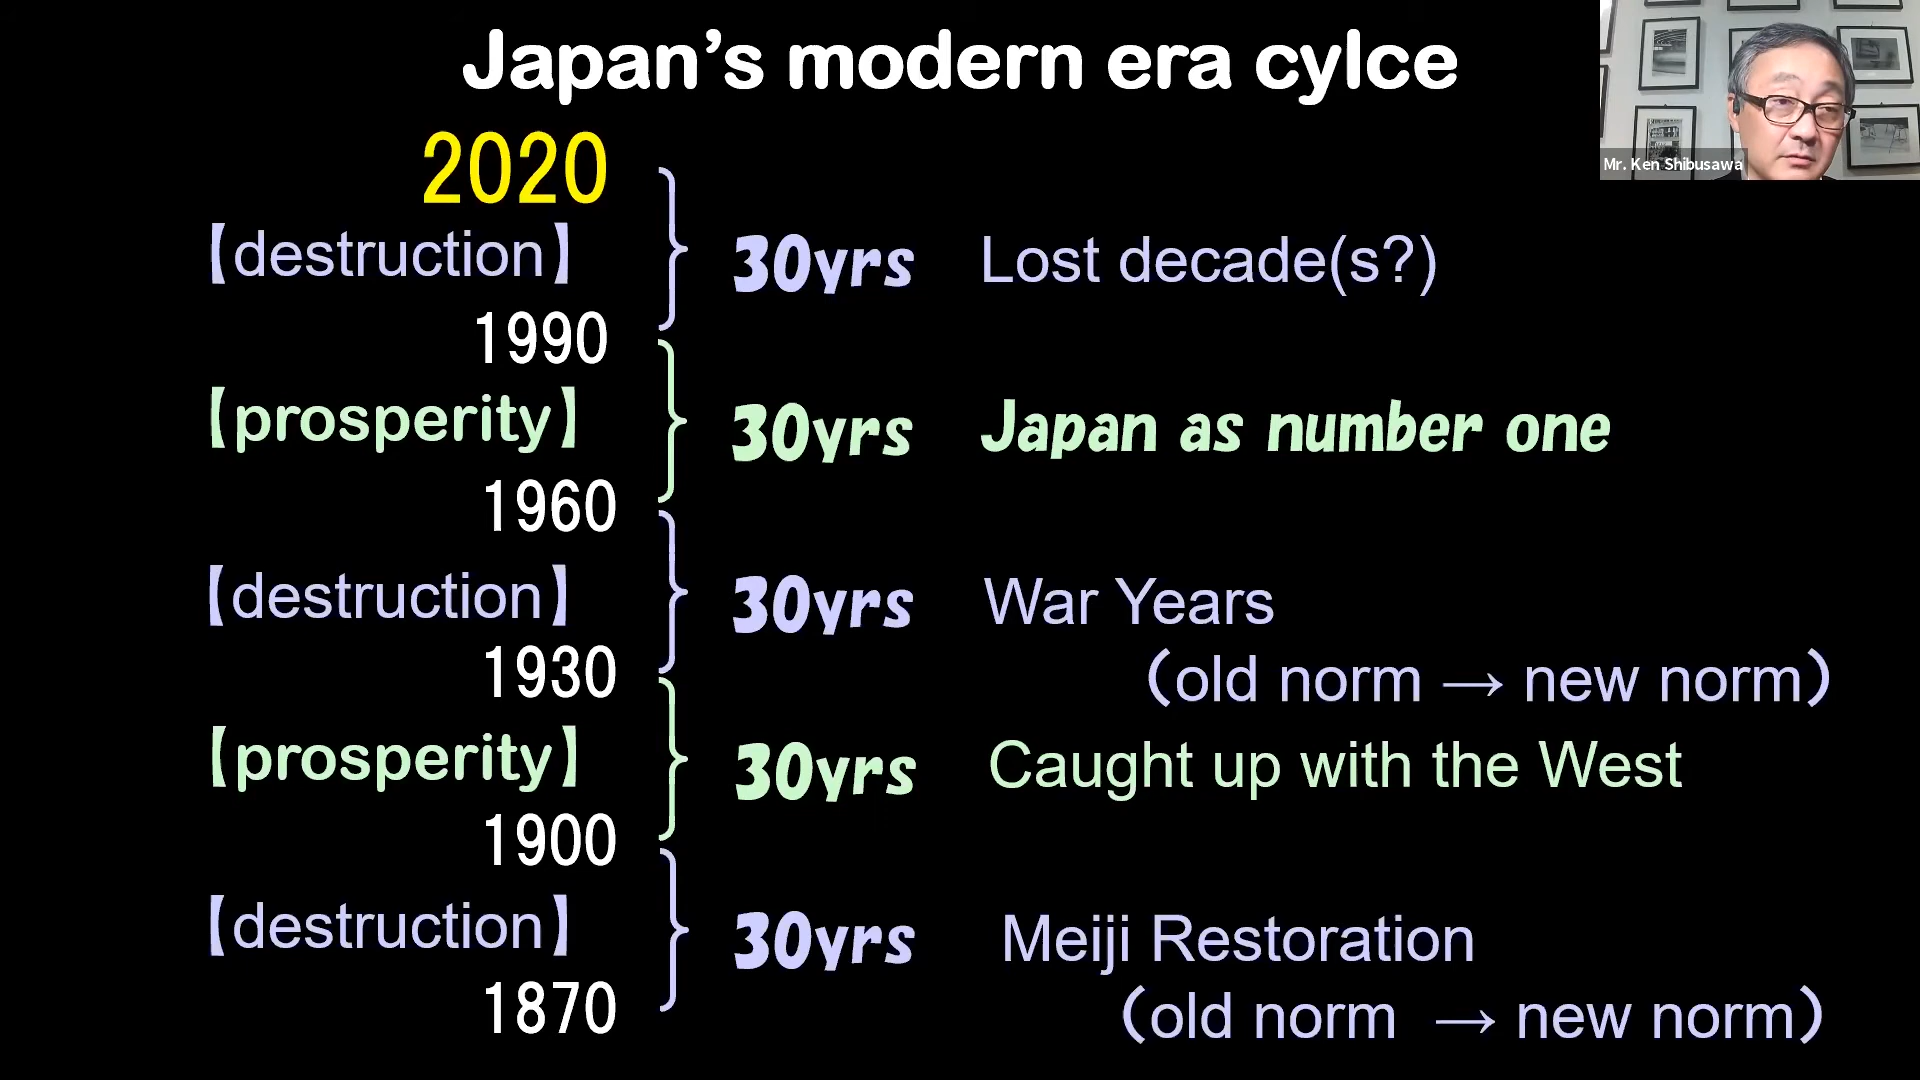 Japan’s modern era cylce
Mr. Ken Shibusawa
2020
【destruction】 30yrs Lost decade(s?)
1990
【prosperity】 30yrs Japan as number one
1960
【destruction】 30yrs War Years
1930 （old norm → new norm）
【prosperity】 30yrs Caught up with the West
1900
【destruction】 30yrs Meiji Restoration
1870 （old norm → new norm）